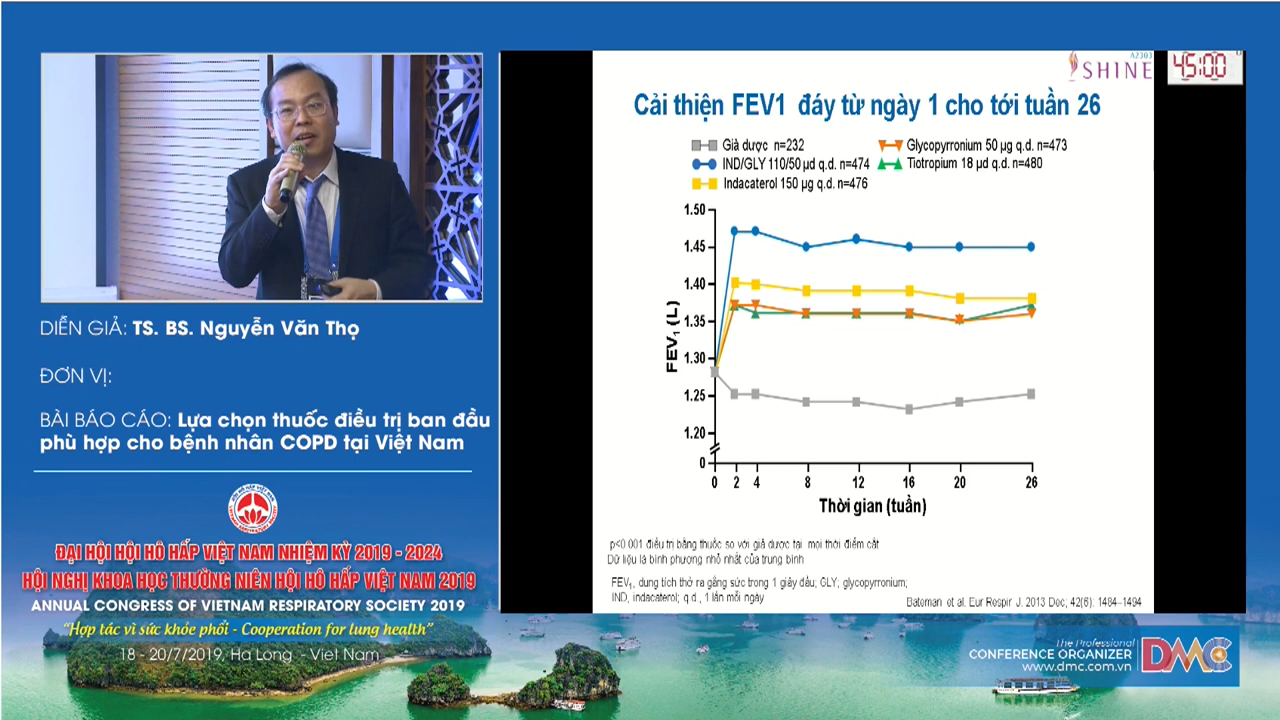 DIỄN GIẢ: TS. BS. Nguyễn Văn Thọ
ĐƠN VỊ:
BÀI BÁO CÁO: Lựa chọn thuốc điều trị ban đầu
phù hợp cho bệnh nhân COPD tại Việt Nam
ĐẠI HỘI HỘI HÔ HẤP VIỆT NAM NHIỆM KỲ 2019 - 2024
HỘI NGHỊ KHOA HỌC THƯỜNG NIÊN HỘI HÔ HẤP VIỆT NAM 2019
ANNUAL CONGRESS OF VIETNAM RESPIRATORY SOCIETY 2019
“Hợp tác vì sức khỏe phổi - Cooperation for lung health”
18 - 20/7/2019, Ha Long - Viet Nam
A2303
SHINE
45:00
Cải thiện FEV1 đáy từ ngày 1 cho tới tuần 26
Giả dược n=232
Glycopyrronium 50 µg q.d. n=473
IND/GLY 110/50 µd q.d. n=474
Tiotropium 18 µd q.d. n=480
Indacaterol 150 µg q.d. n=476
1.50
1.45
1.40
1.35
1.30
1.25
1.20
0
FEV₁ (L)
0 2 4 8 12 16 20 26
Thời gian (tuần)
p<0.001 điều trị bằng thuốc so với giả dược tại mọi thời điểm cắt
Dữ liệu là bình phương nhỏ nhất của trung bình
FEV₁, dung tích thở ra gắng sức trong 1 giây đầu; GLY; glycopyrronium;
IND, indacaterol; q.d., 1 lần mỗi ngày
Bateman et al. Eur Respir J. 2013 Dec; 42(6): 1484–1494
The Professional
CONFERENCE ORGANIZER
www.dmc.com.vn
DMC